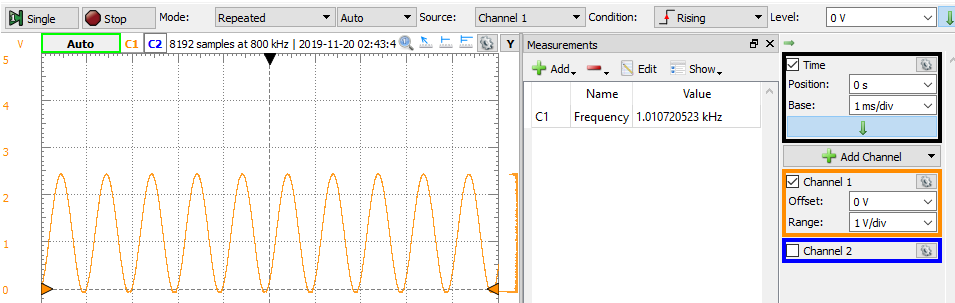 Single Stop Mode: Repeated Auto Source: Channel 1 Condition: Rising Level: 0 V
V Auto C1 C2 8192 samples at 800 kHz | 2019-11-20 02:43:4 Y
5
4
3
2
1
0
Measurements
Add Edit Show
Name Value
C1 Frequency 1.010720523 kHz
Time
Position: 0 s
Base: 1 ms/div
Add Channel
Channel 1
Offset: 0 V
Range: 1 V/div
Channel 2